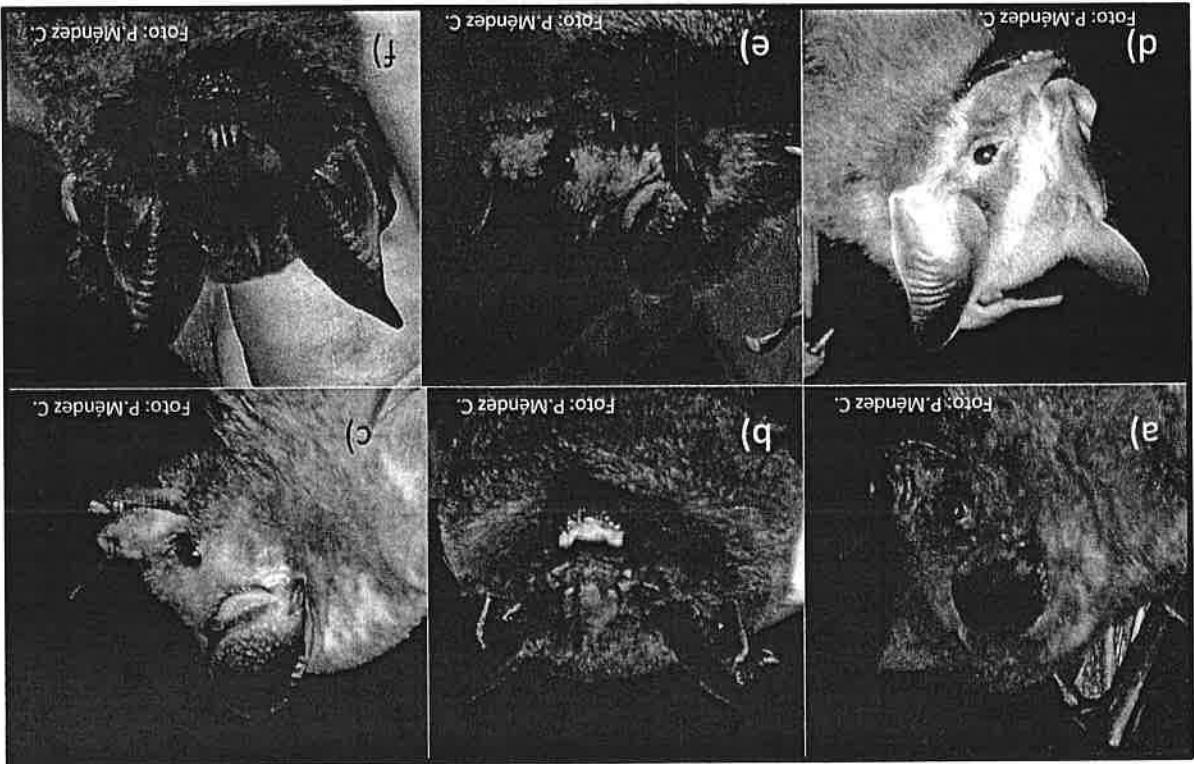 a)
Foto: P.Méndez C.
b)
Foto: P.Méndez C.
c)
Foto: P.Méndez C.
d)
Foto: P.Méndez C.
e)
Foto: P.Méndez C.
f)
Foto: P.Méndez C.